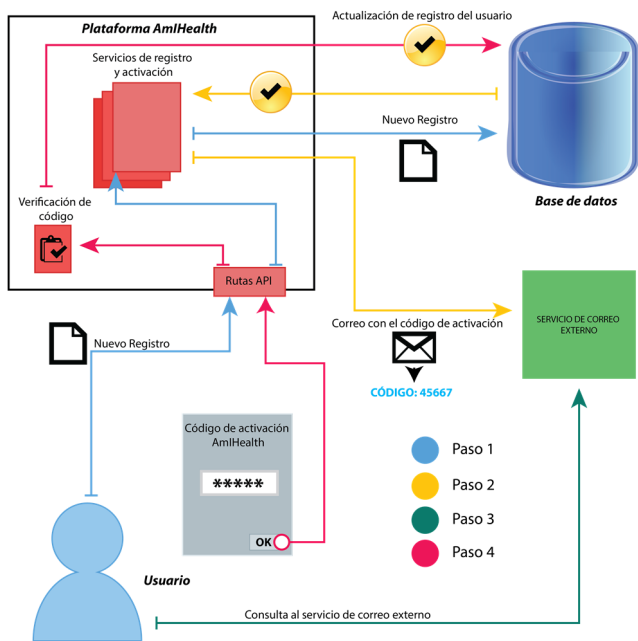 Plataforma AmIHealth
Actualización de registro del usuario
Servicios de registro
y activación
Nuevo Registro
Base de datos
Verificación de
código
Rutas API
Nuevo Registro
Correo con el código de activación
CÓDIGO: 45667
SERVICIO DE CORREO
EXTERNO
Código de activación
AmIHealth
*****
OK
Paso 1
Paso 2
Paso 3
Paso 4
Usuario
Consulta al servicio de correo externo